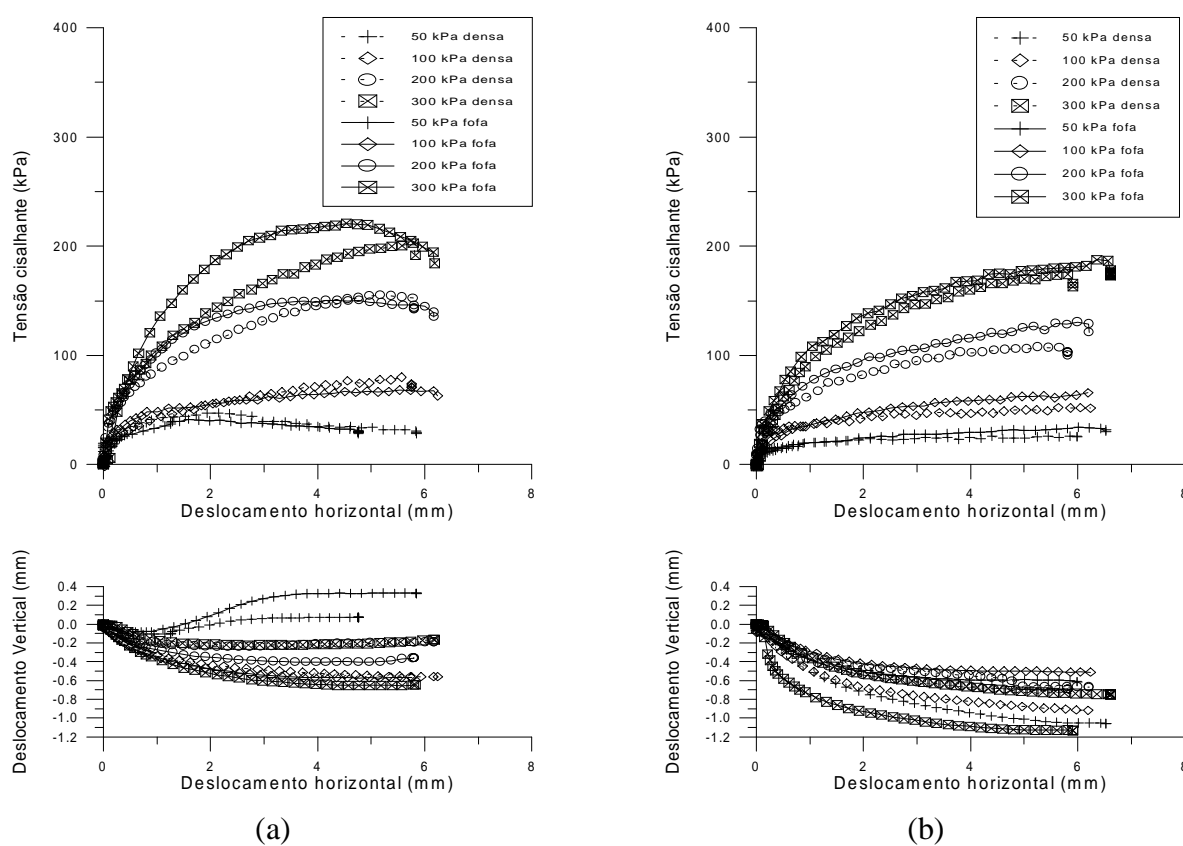 400
300
200
100
0
Tensão cisalhante (kPa)
50 kPa densa
100 kPa densa
200 kPa densa
300 kPa densa
50 kPa fofa
100 kPa fofa
200 kPa fofa
300 kPa fofa
0 2 4 6 8
Deslocamento horizontal (mm)
0.4
0.2
0.0
-0.2
-0.4
-0.6
-0.8
-1.0
-1.2
Deslocamento Vertical (mm)
0 2 4 6 8
Deslocamento horizontal (mm)
(a)
400
300
200
100
0
Tensão cisalhante (kPa)
50 kPa densa
100 kPa densa
200 kPa densa
300 kPa densa
50 kPa fofa
100 kPa fofa
200 kPa fofa
300 kPa fofa
0 2 4 6 8
Deslocamento horizontal (mm)
0.4
0.2
0.0
-0.2
-0.4
-0.6
-0.8
-1.0
-1.2
Deslocamento Vertical (mm)
0 2 4 6 8
Deslocamento horizontal (mm)
(b)